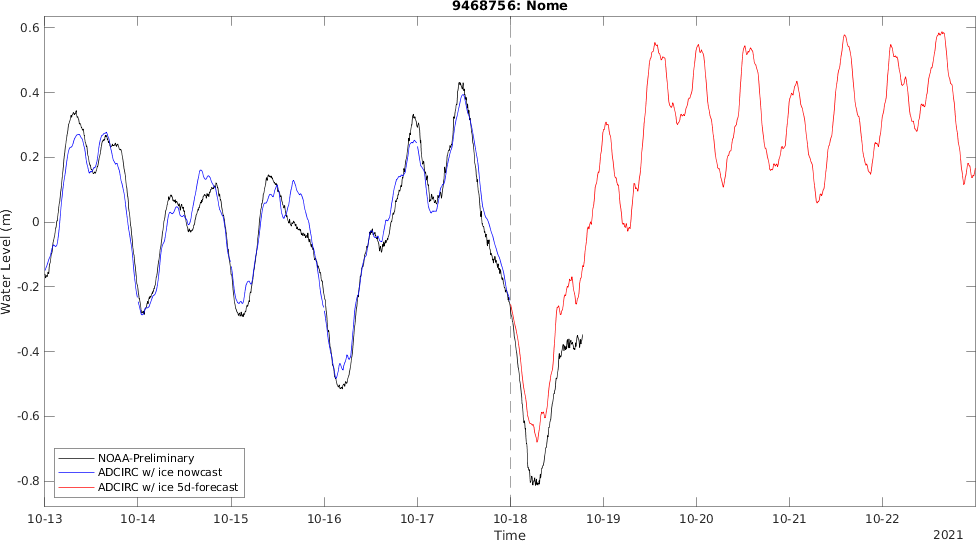 9468756: Nome
Water Level (m)
0.6
0.4
0.2
0
-0.2
-0.4
-0.6
-0.8
NOAA-Preliminary
ADCIRC w/ ice nowcast
ADCIRC w/ ice 5d-forecast
10-13 10-14 10-15 10-16 10-17 10-18 10-19 10-20 10-21 10-22
Time
2021